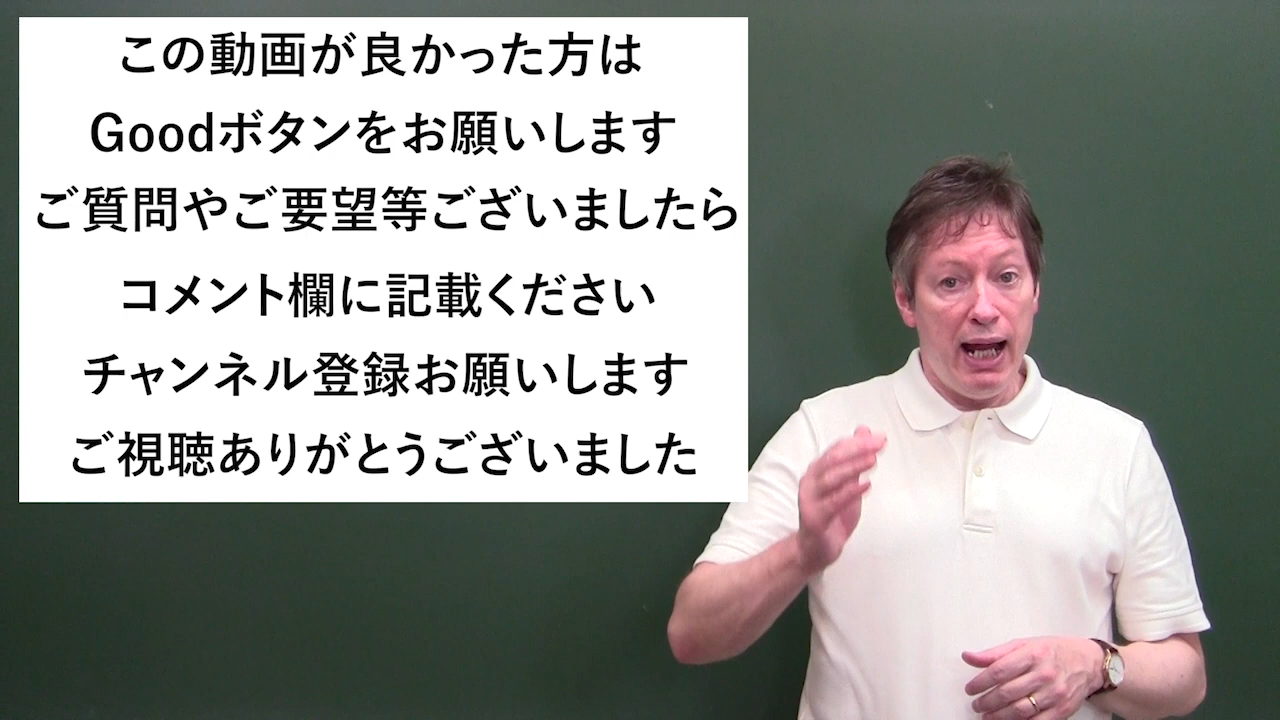 この動画が良かった方は
Goodボタンをお願いします
ご質問やご要望等ございましたら
コメント欄に記載ください
チャンネル登録お願いします
ご視聴ありがとうございました